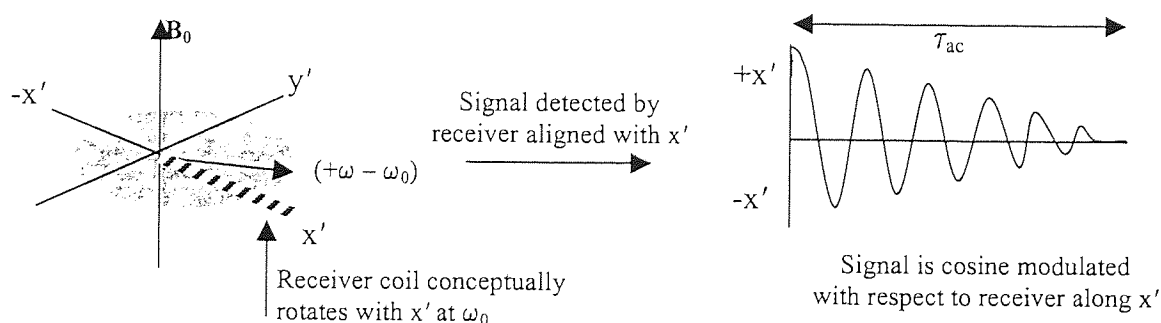 B₀
-x′
y′
(+ω − ω₀)
x′
Receiver coil conceptually
rotates with x′ at ω₀
Signal detected by
receiver aligned with x′
τac
+x′
-x′
Signal is cosine modulated
with respect to receiver along x′